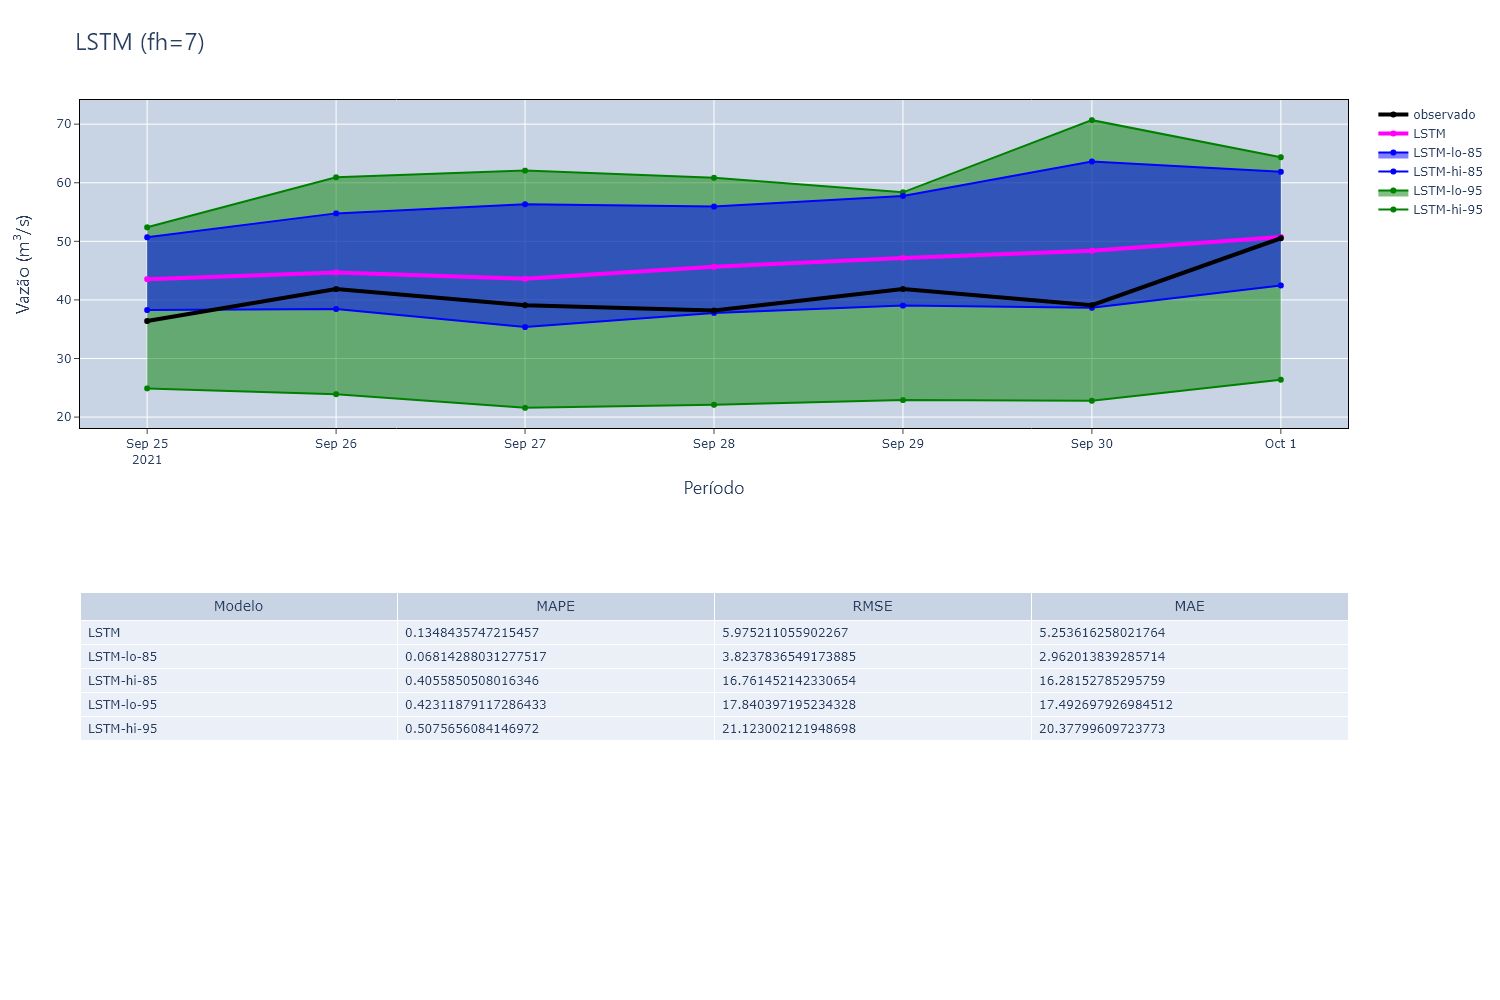 LSTM (fh=7)
observado
LSTM
LSTM-lo-85
LSTM-hi-85
LSTM-lo-95
LSTM-hi-95
Vazão (m³/s)
70
60
50
40
30
20
Sep 25 Sep 26 Sep 27 Sep 28 Sep 29 Sep 30 Oct 1
2021
Período
Modelo MAPE RMSE MAE
LSTM 0.1348435747215457 5.975211055902267 5.253616258021764
LSTM-lo-85 0.06814288031277517 3.8237836549173885 2.962013839285714
LSTM-hi-85 0.4055850508016346 16.761452142330654 16.28152785295759
LSTM-lo-95 0.42311879117286433 17.840397195234328 17.492697926984512
LSTM-hi-95 0.5075656084146972 21.123002121948698 20.37799609723773